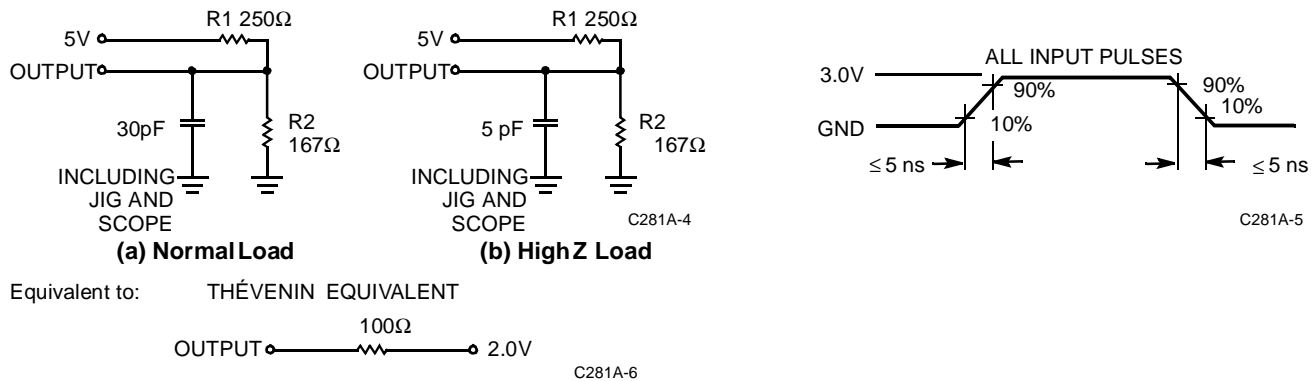 R1 250Ω
5V
OUTPUT
30pF
R2
167Ω
INCLUDING
JIG AND
SCOPE
(a) Normal Load
R1 250Ω
5V
OUTPUT
5 pF
R2
167Ω
INCLUDING
JIG AND
SCOPE
C281A-4
(b) High Z Load
ALL INPUT PULSES
3.0V
90%
90%
10%
10%
GND
≤ 5 ns
≤ 5 ns
C281A-5
Equivalent to: THÉVENIN EQUIVALENT
100Ω
OUTPUT 2.0V
C281A-6